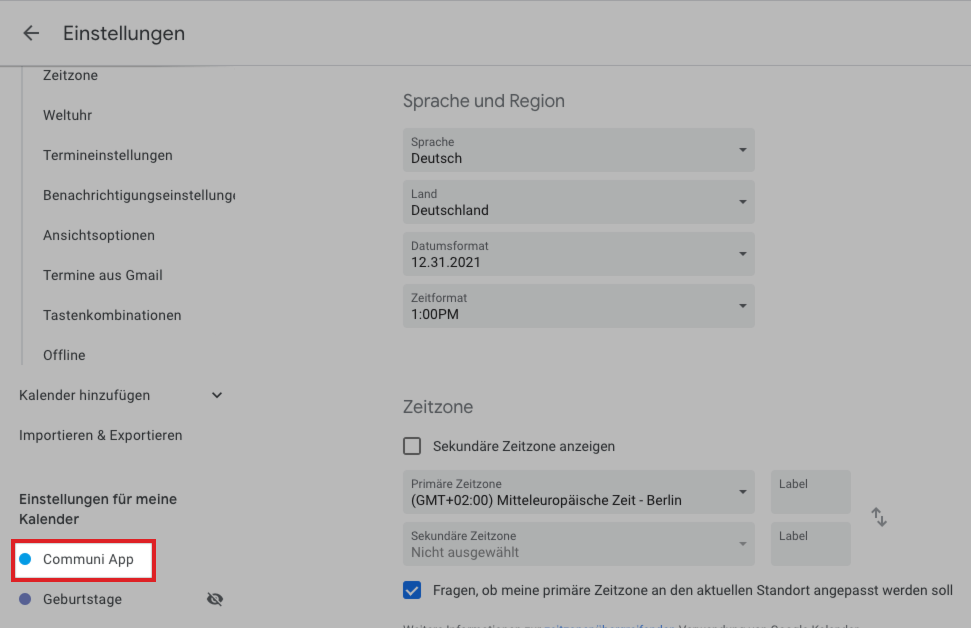 Einstellungen
Zeitzone
Weltuhr
Termineinstellungen
Benachrichtigungseinstellunge
Ansichtsoptionen
Termine aus Gmail
Tastenkombinationen
Offline
Kalender hinzufügen
Importieren & Exportieren
Einstellungen für meine
Kalender
Communi App
Geburtstage
Sprache und Region
Sprache
Deutsch
Land
Deutschland
Datumsformat
12.31.2021
Zeitformat
1:00PM
Zeitzone
Sekundäre Zeitzone anzeigen
Primäre Zeitzone
(GMT+02:00) Mitteleuropäische Zeit - Berlin
Label
Sekundäre Zeitzone
Nicht ausgewählt
Label
Fragen, ob meine primäre Zeitzone an den aktuellen Standort angepasst werden soll